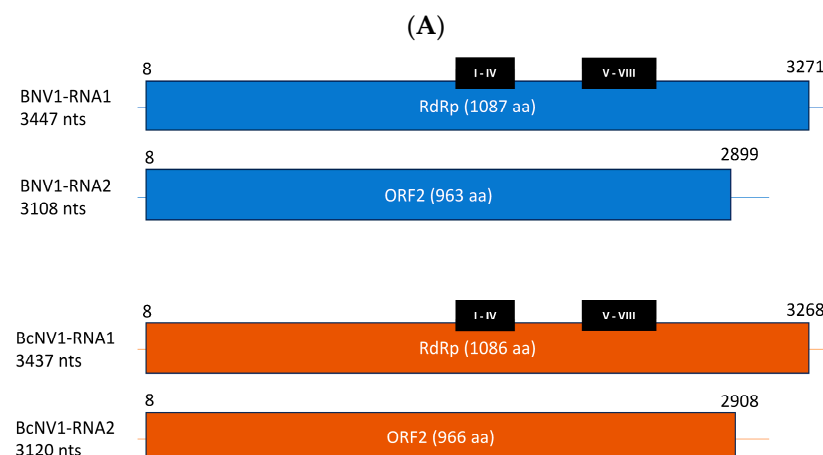 (A)
8
I - IV
V - VIII
3271
BNV1-RNA1
3447 nts
RdRp (1087 aa)
8
2899
BNV1-RNA2
3108 nts
ORF2 (963 aa)
8
I - IV
V - VIII
3268
BcNV1-RNA1
3437 nts
RdRp (1086 aa)
8
2908
BcNV1-RNA2
3120 nts
ORF2 (966 aa)